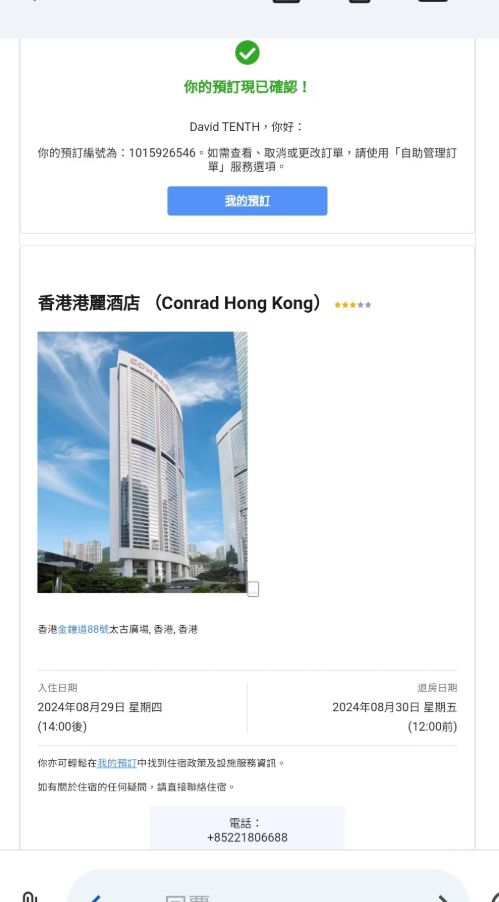 你的預訂現已確認！
David TENTH，你好：
你的預訂編號為：1015926546。如需查看、取消或更改訂單，請使用「自助管理訂
單」服務選項。
我的預訂
香港港麗酒店 （Conrad Hong Kong）
CONRAD
香港金鐘道88號太古廣場, 香港, 香港
入住日期
退房日期
2024年08月29日 星期四
2024年08月30日 星期五
(14:00後)
(12:00前)
你亦可輕鬆在我的預訂中找到住宿政策及設施服務資訊。
如有關於住宿的任何疑問，請直接聯絡住宿。
電話：
+85221806688